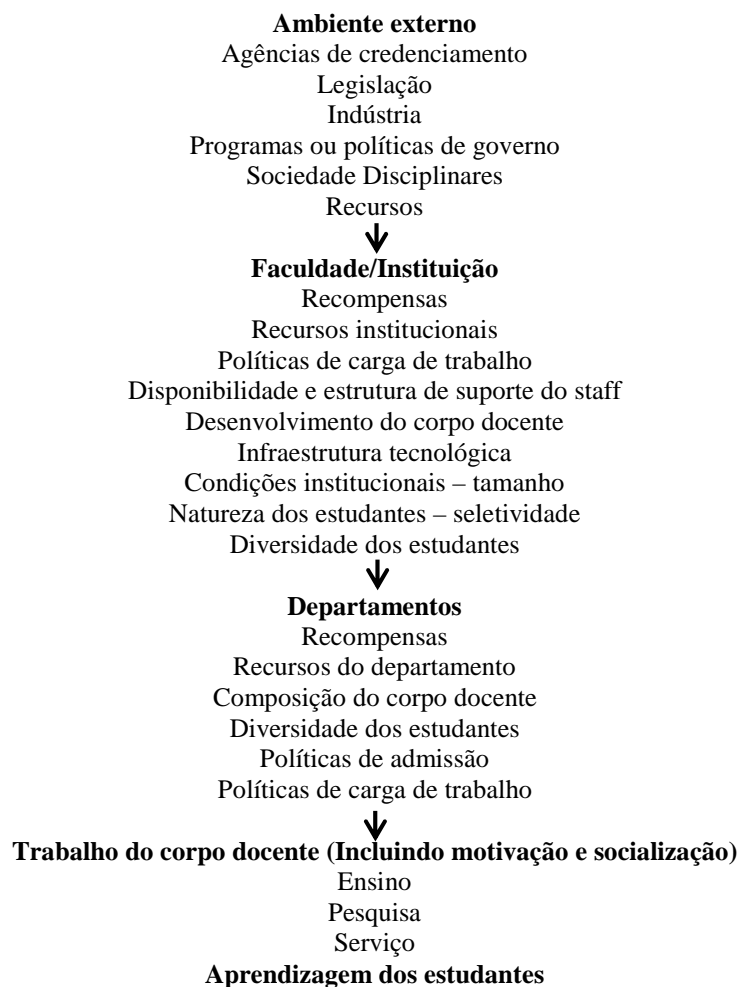 Ambiente externo
Agências de credenciamento
Legislação
Indústria
Programas ou políticas de governo
Sociedade Disciplinares
Recursos
Faculdade/Instituição
Recompensas
Recursos institucionais
Políticas de carga de trabalho
Disponibilidade e estrutura de suporte do staff
Desenvolvimento do corpo docente
Infraestrutura tecnológica
Condições institucionais – tamanho
Natureza dos estudantes – seletividade
Diversidade dos estudantes
Departamentos
Recompensas
Recursos do departamento
Composição do corpo docente
Diversidade dos estudantes
Políticas de admissão
Políticas de carga de trabalho
Trabalho do corpo docente (Incluindo motivação e socialização)
Ensino
Pesquisa
Serviço
Aprendizagem dos estudantes